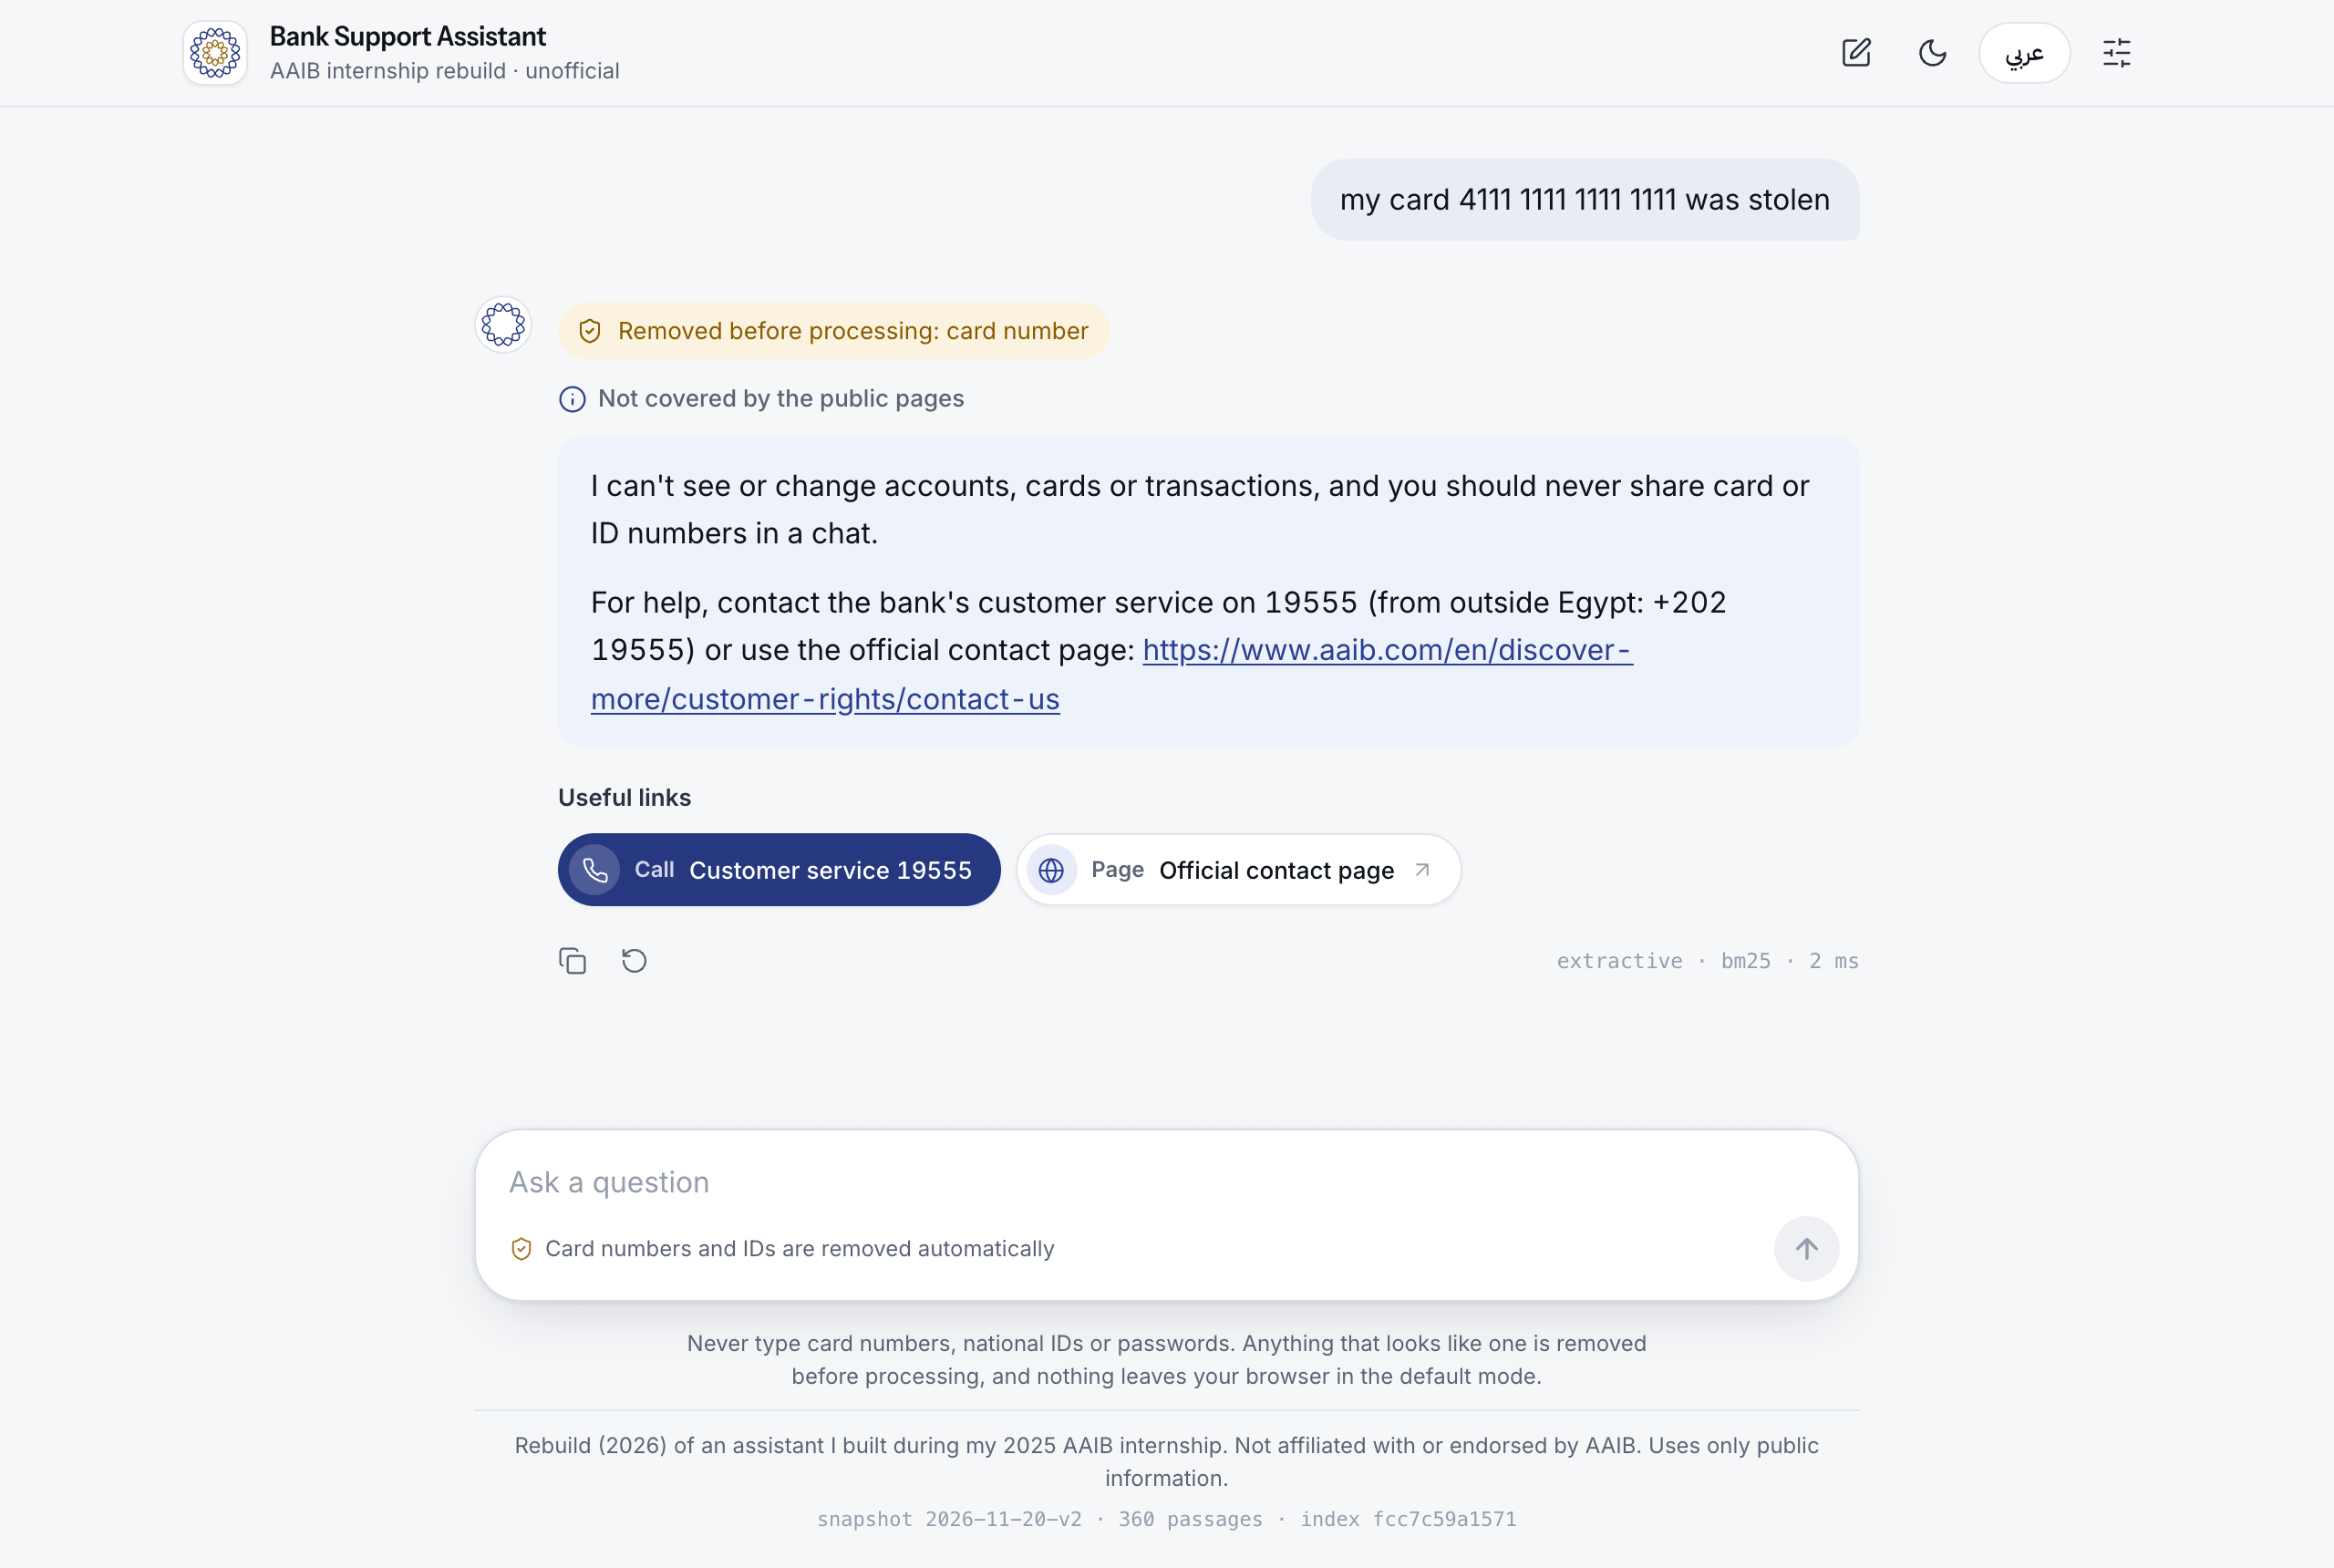 Bank Support Assistant
AAIB internship rebuild · unofficial
عربي
my card 4111 1111 1111 1111 was stolen
Removed before processing: card number
Not covered by the public pages
I can't see or change accounts, cards or transactions, and you should never share card or
ID numbers in a chat.
For help, contact the bank's customer service on 19555 (from outside Egypt: +202
19555) or use the official contact page: https://www.aaib.com/en/discover-
more/customer-rights/contact-us
Useful links
Call Customer service 19555
Page Official contact page
extractive · bm25 · 2 ms
Ask a question
Card numbers and IDs are removed automatically
Never type card numbers, national IDs or passwords. Anything that looks like one is removed
before processing, and nothing leaves your browser in the default mode.
Rebuild (2026) of an assistant I built during my 2025 AAIB internship. Not affiliated with or endorsed by AAIB. Uses only public
information.
snapshot 2026-11-20-v2 · 360 passages · index fcc7c59a1571